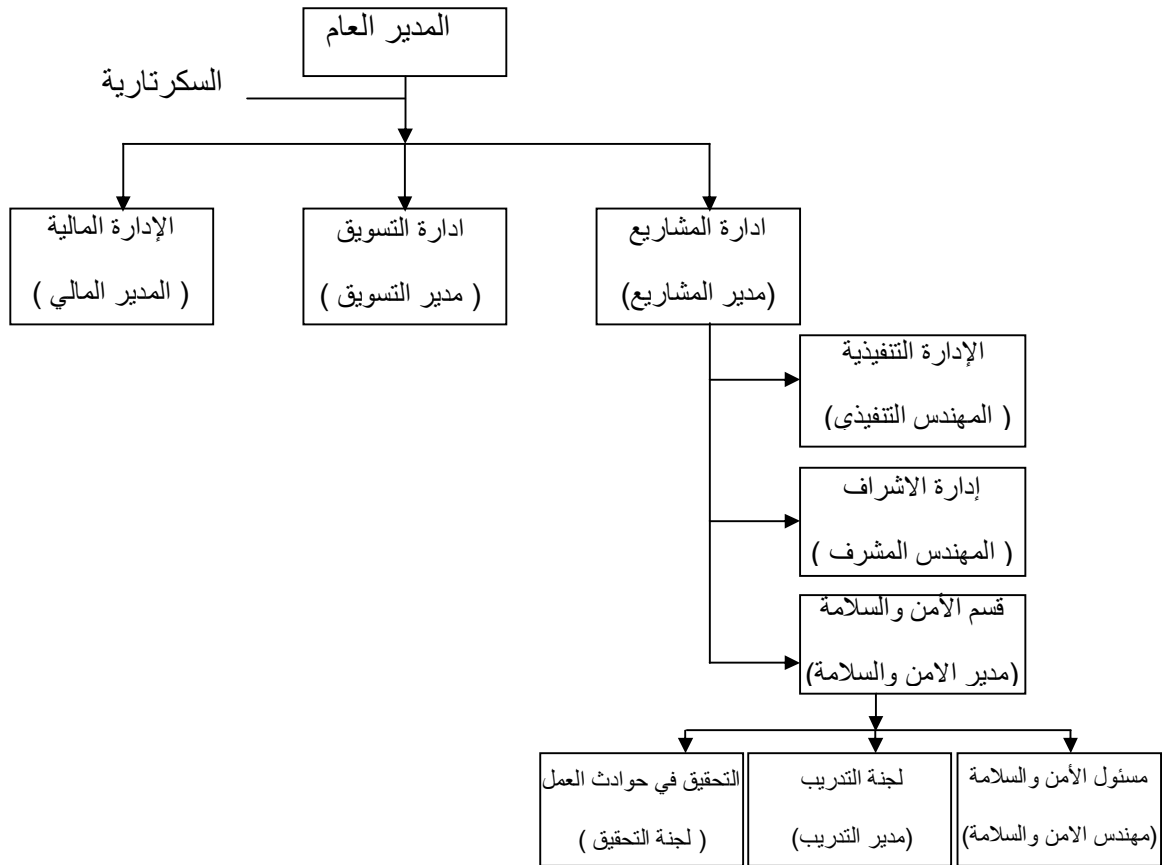 المدير العام
السكرتارية
ادارة المشاريع
(مدير المشاريع)
ادارة التسويق
( مدير التسويق )
الإدارة المالية
( المدير المالي )
الإدارة التنفيذية
( المهندس التنفيذي)
إدارة الاشراف
( المهندس المشرف )
قسم الأمن والسلامة
(مدير الامن والسلامة)
مسئول الأمن والسلامة
(مهندس الامن والسلامة)
لجنة التدريب
(مدير التدريب)
التحقيق في حوادث العمل
( لجنة التحقيق )